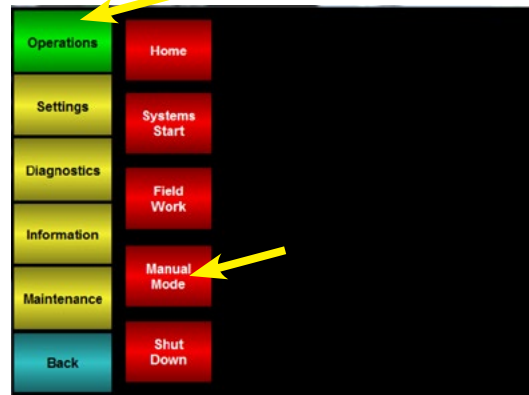 Operations
Settings
Diagnostics
Information
Maintenance
Back
Home
Systems
Start
Field
Work
Manual
Mode
Shut
Down